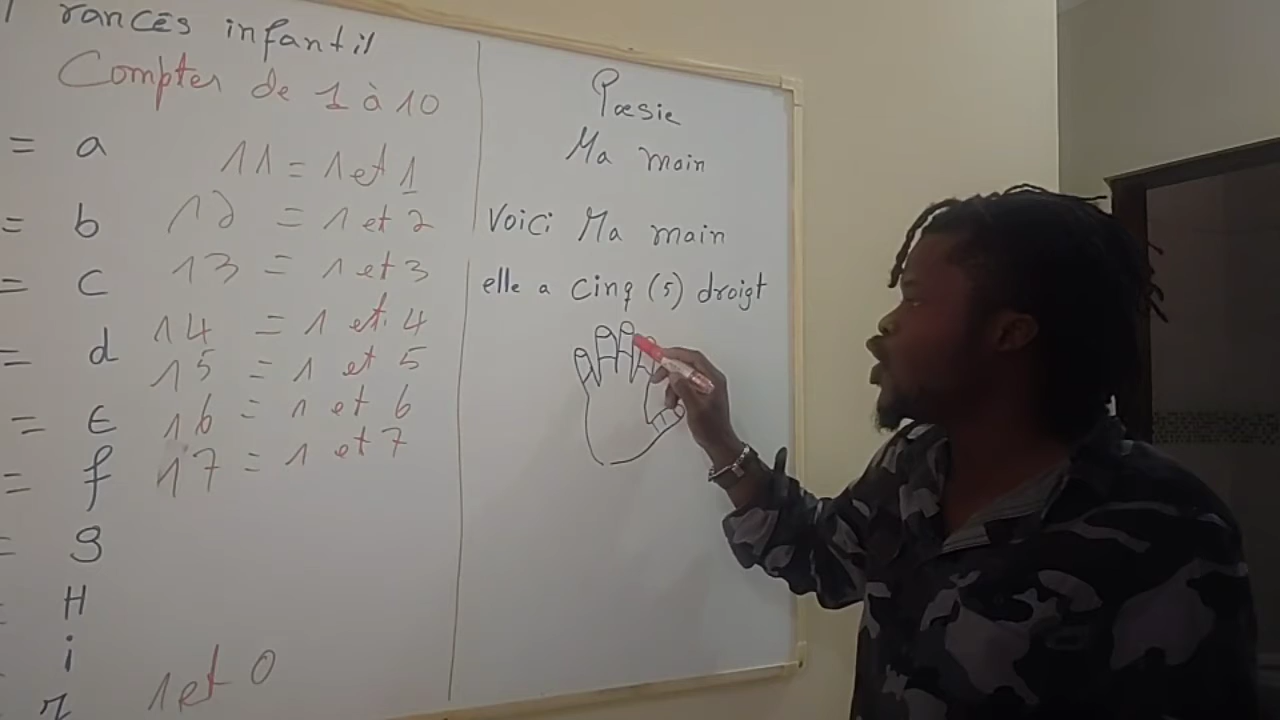 rancês infantil
Compter de 1 à 10
= a
11 = 1 et 1
= b
12 = 1 et 2
= c
13 = 1 et 3
= d
14 = 1 et 4
15 = 1 et 5
= E
16 = 1 et 6
= f
17 = 1 et 7
= g
H
i
1 et 0
Pœsie
Ma main
Voici Ma main
elle a cinq (5) droigt